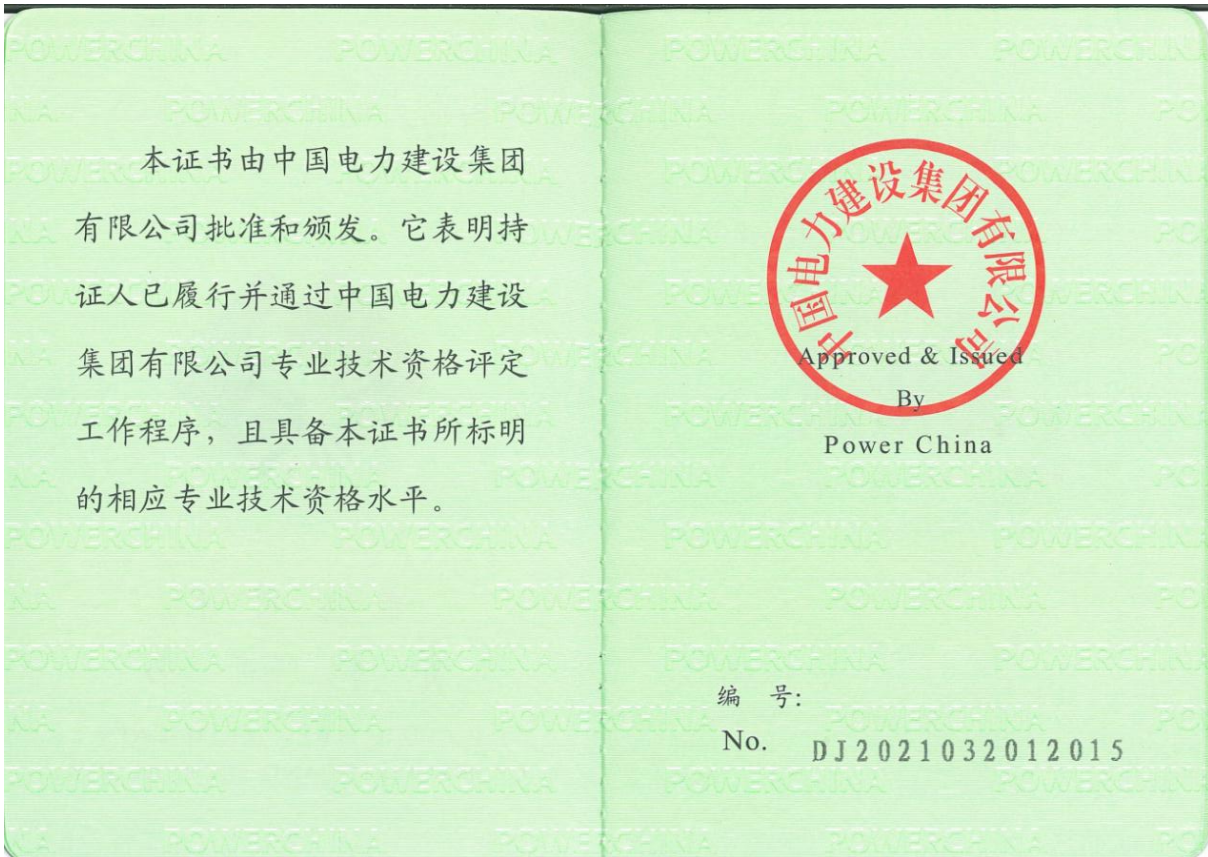 本证书由中国电力建设集团
有限公司批准和颁发。它表明持
证人已履行并通过中国电力建设
集团有限公司专业技术资格评定
工作程序，且具备本证书所标明
的相应专业技术资格水平。
中国电力建设集团有限公司
Approved & Issued
By
Power China
编 号:
No. DJ2021032012015
POWERCHINA